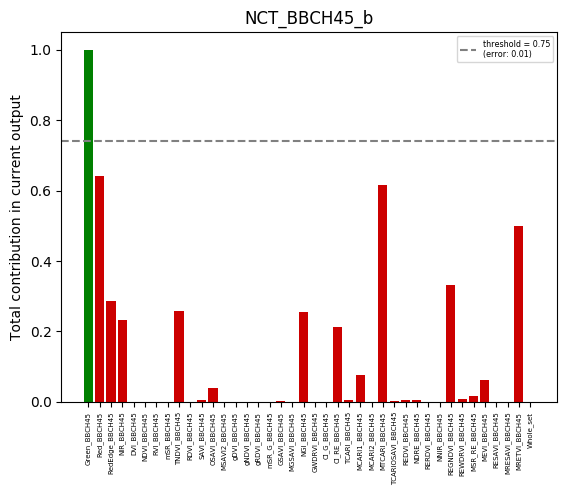 NCT_BBCH45_b
threshold = 0.75
(error: 0.01)
Total contribution in current output
1.0
0.8
0.6
0.4
0.2
0.0
Green_BBCH45
Red_BBCH45
RedEdge_BBCH45
NIR_BBCH45
DVI_BBCH45
NDVI_BBCH45
RVI_BBCH45
mSR_BBCH45
TNDVI_BBCH45
RDVI_BBCH45
SAVI_BBCH45
OSAVI_BBCH45
MSAVI2_BBCH45
gDVI_BBCH45
gNDVI_BBCH45
gRDVI_BBCH45
mSR_G_BBCH45
GSAVI_BBCH45
MGSAVI_BBCH45
NGI_BBCH45
GWDRVI_BBCH45
CI_G_BBCH45
CI_RE_BBCH45
TCARI_BBCH45
MCARI1_BBCH45
MCARI2_BBCH45
MTCARI_BBCH45
TCARIOSAVI_BBCH45
REDVI_BBCH45
NDRE_BBCH45
RERDVI_BBCH45
NNIR_BBCH45
REGNDVI_BBCH45
REWDRVI_BBCH45
MSR_RE_BBCH45
MEVI_BBCH45
RESAVI_BBCH45
MRESAVI_BBCH45
MRETVI_BBCH45
whole_set